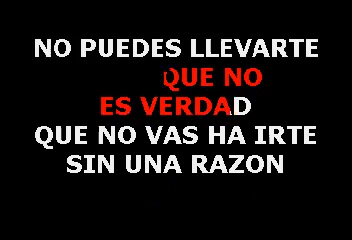 NO PUEDES LLEVARTE
QUE NO
ES VERDAD
QUE NO VAS HA IRTE
SIN UNA RAZON